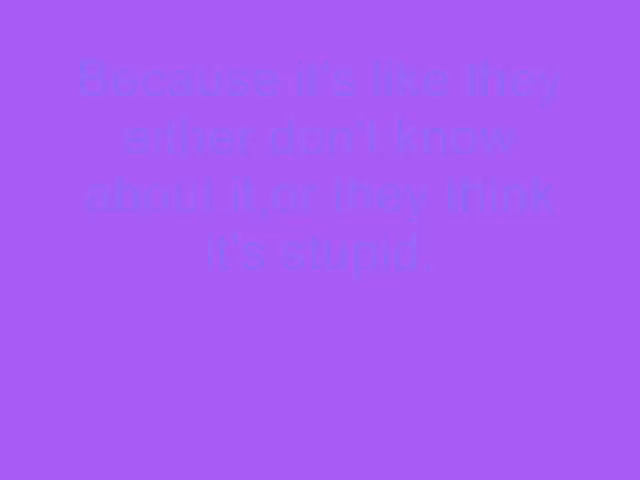 Because it's like they
either don't know
about it,or they think
it's stupid.